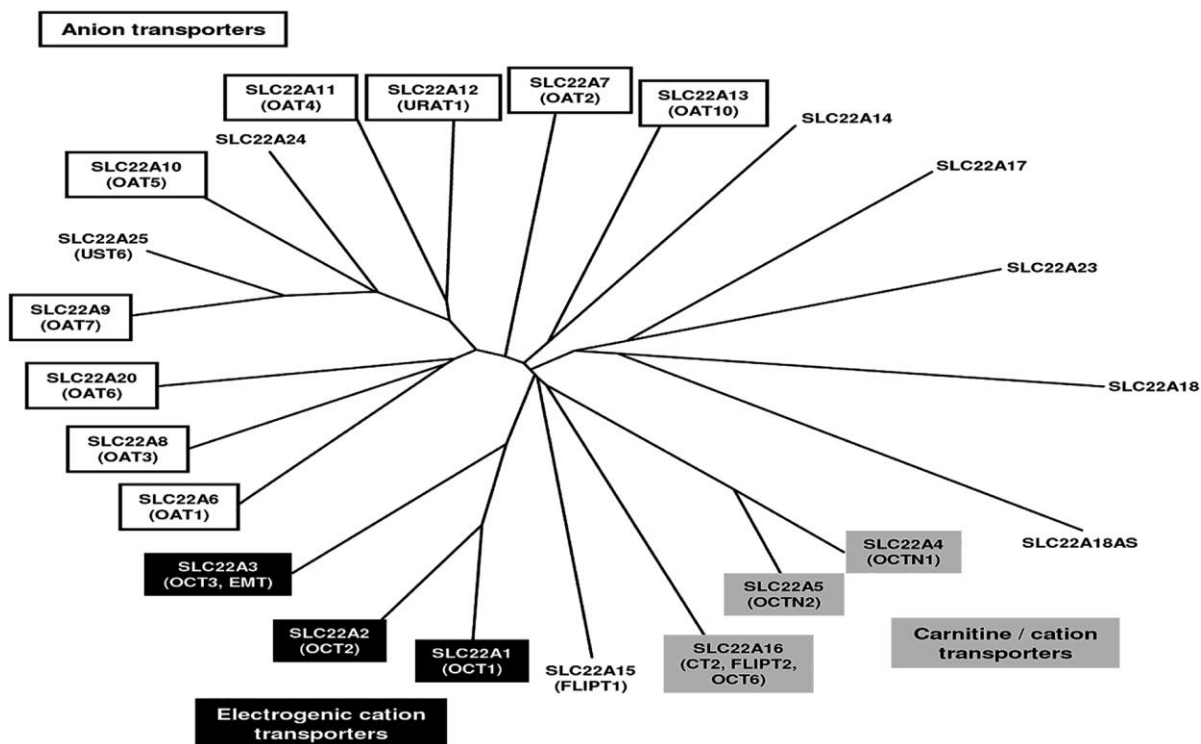 Anion transporters
SLC22A11
(OAT4)
SLC22A12
(URAT1)
SLC22A7
(OAT2)
SLC22A13
(OAT10)
SLC22A14
SLC22A24
SLC22A10
(OAT5)
SLC22A17
SLC22A25
(UST6)
SLC22A23
SLC22A9
(OAT7)
SLC22A20
(OAT6)
SLC22A18
SLC22A8
(OAT3)
SLC22A6
(OAT1)
SLC22A3
(OCT3, EMT)
SLC22A4
(OCTN1)
SLC22A18AS
SLC22A5
(OCTN2)
SLC22A2
(OCT2)
SLC22A1
(OCT1)
SLC22A15
(FLIPT1)
SLC22A16
(CT2, FLIPT2,
OCT6)
Carnitine / cation
transporters
Electrogenic cation
transporters